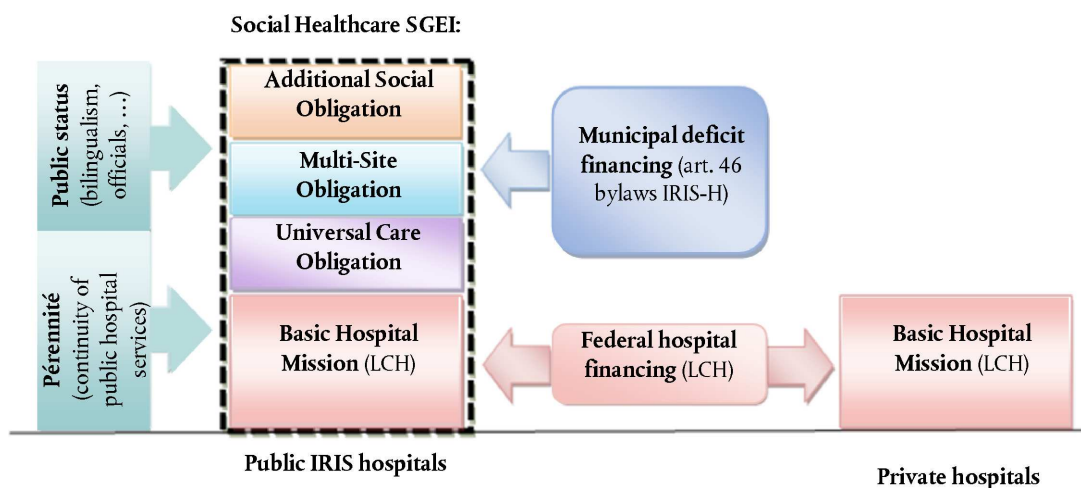 Social Healthcare SGEI:
Public status
(bilingualism,
officials, ...)
Pérennité
(continuity of
public hospital
services)
Additional Social
Obligation
Multi-Site
Obligation
Universal Care
Obligation
Basic Hospital
Mission (LCH)
Municipal deficit
financing (art. 46
bylaws IRIS-H)
Federal hospital
financing (LCH)
Basic Hospital
Mission (LCH)
Public IRIS hospitals
Private hospitals